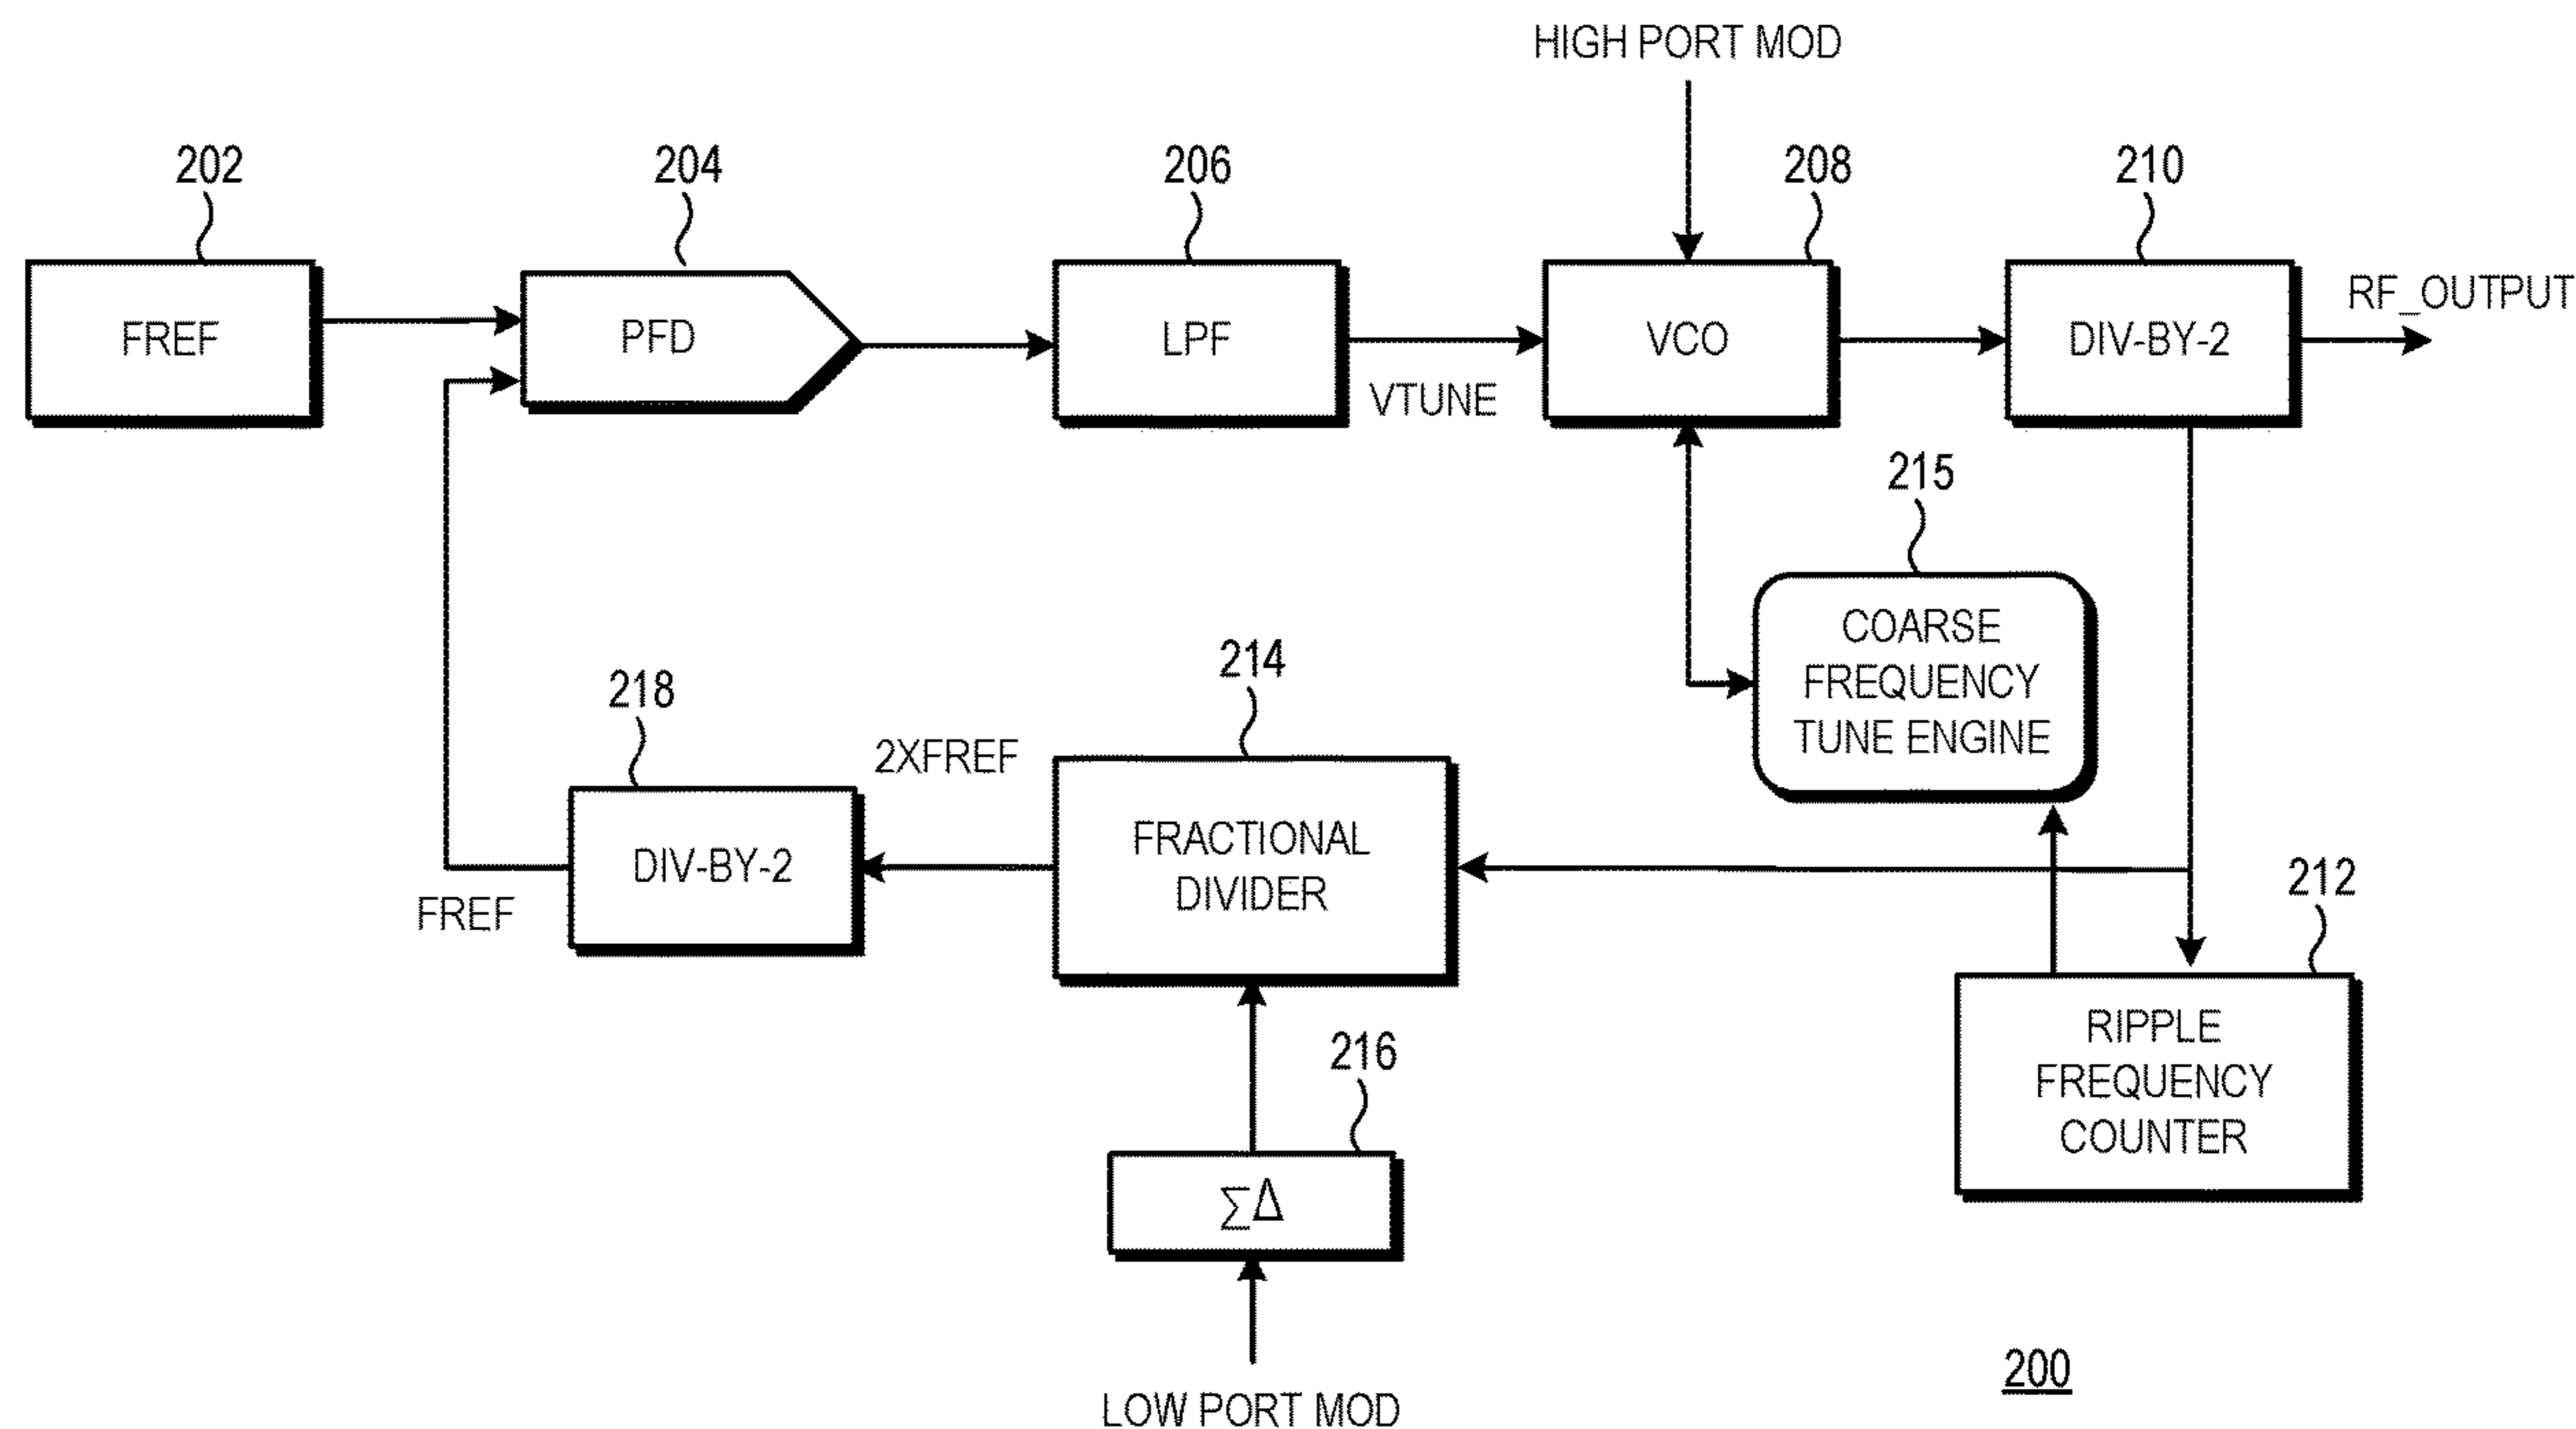 HIGH PORT MOD
202
204
206
208
210
FREF
PFD
LPF
VTUNE
VCO
DIV-BY-2
RF_OUTPUT
215
COARSE
FREQUENCY
TUNE ENGINE
218
2XFREF
214
DIV-BY-2
FREF
FRACTIONAL
DIVIDER
212
RIPPLE
FREQUENCY
COUNTER
216
∑Δ
LOW PORT MOD
200